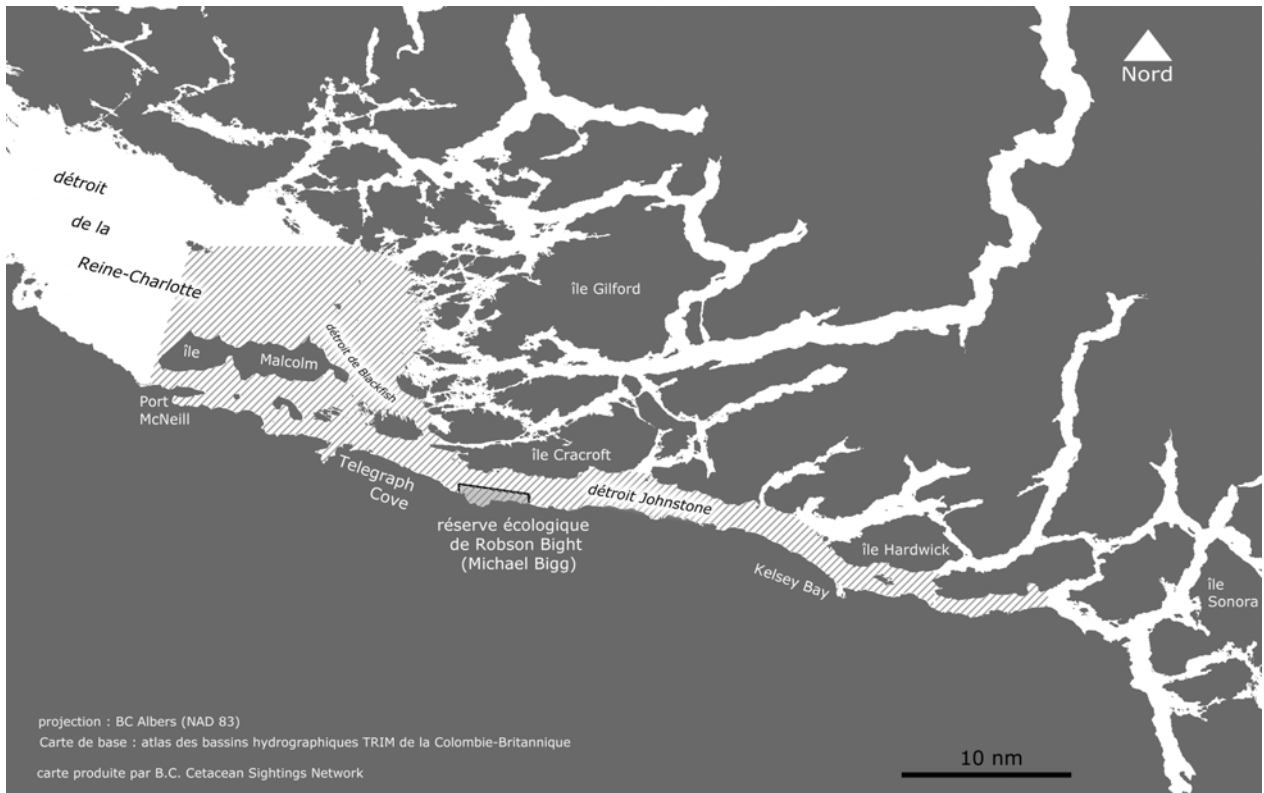 Nord
détroit
de la
Reine-Charlotte
île Gilford
île
Malcolm
détroit de Blackfish
Port
McNeill
Telegraph
Cove
île Cracroft
détroit Johnstone
réserve écologique
de Robson Bight
(Michael Bigg)
île Hardwick
Kelsey Bay
île
Sonora
projection : BC Albers (NAD 83)
Carte de base : atlas des bassins hydrographiques TRIM de la Colombie-Britannique
carte produite par B.C. Cetacean Sightings Network
10 nm